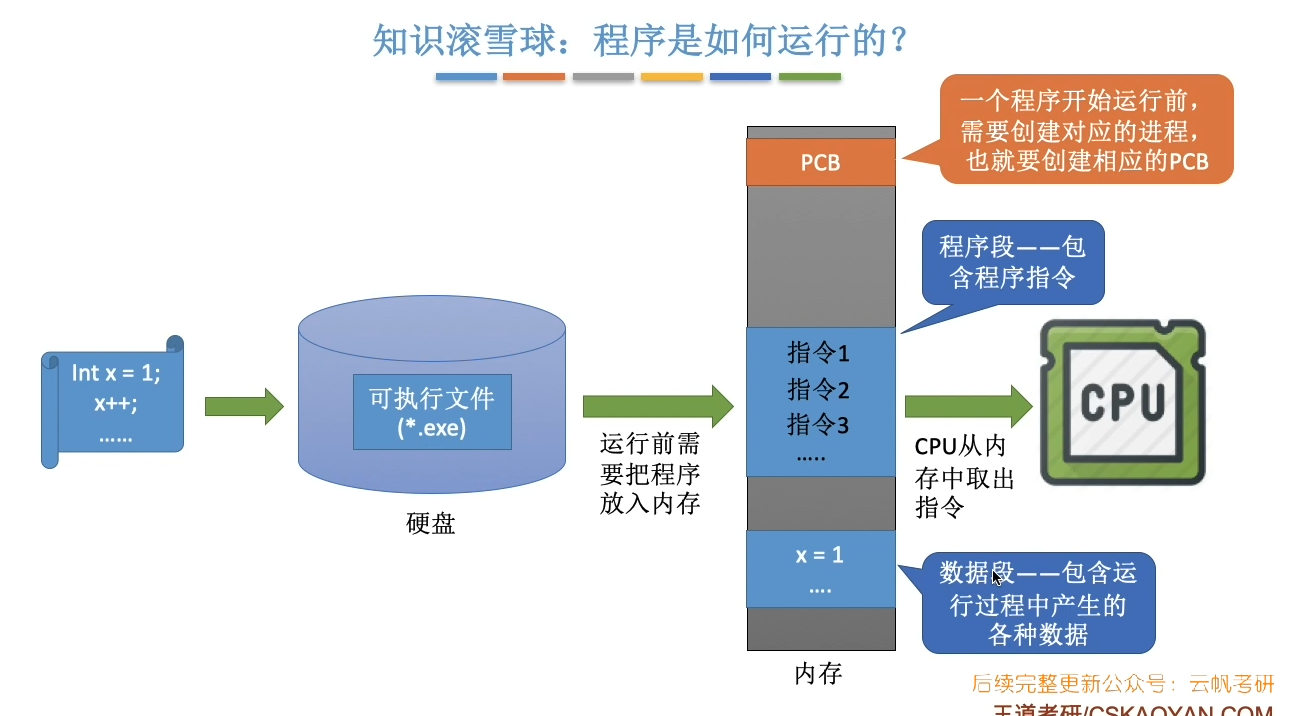 知识滚雪球：程序是如何运行的？
一个程序开始运行前，
需要创建对应的进程，
也就要创建相应的PCB
PCB
程序段——包
含程序指令
Int x = 1;
x++;
……
可执行文件
(*.exe)
硬盘
运行前需
要把程序
放入内存
指令1
指令2
指令3
…..
CPU从内
存中取出
指令
CPU
x = 1
….
数据段——包含运
行过程中产生的
各种数据
内存
后续完整更新公众号：云帆考研
王道考研/CSKAOYAN.COM